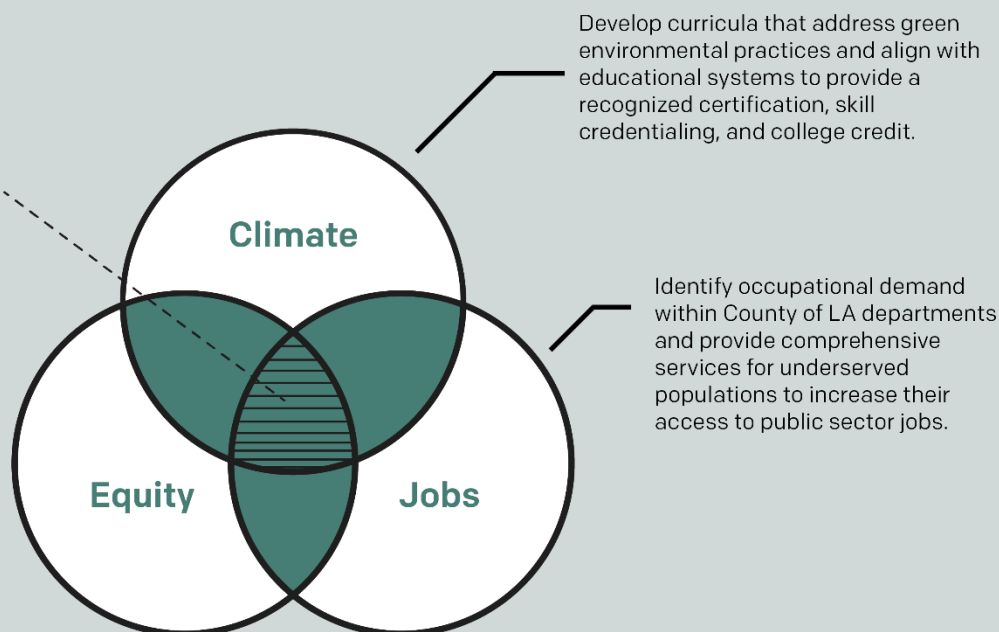 Develop curricula that address green
environmental practices and align with
educational systems to provide a
recognized certification, skill
credentialing, and college credit.
Climate
Identify occupational demand
within County of LA departments
and provide comprehensive
services for underserved
populations to increase their
access to public sector jobs.
Equity
Jobs